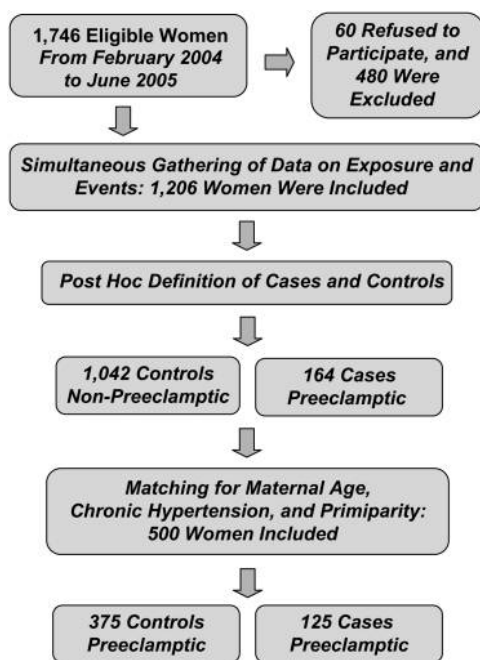 1,746 Eligible Women
From February 2004
to June 2005
60 Refused to
Participate, and
480 Were
Excluded
Simultaneous Gathering of Data on Exposure and
Events: 1,206 Women Were Included
Post Hoc Definition of Cases and Controls
1,042 Controls
Non-Preeclamptic
164 Cases
Preeclamptic
Matching for Maternal Age,
Chronic Hypertension, and Primiparity:
500 Women Included
375 Controls
Preeclamptic
125 Cases
Preeclamptic